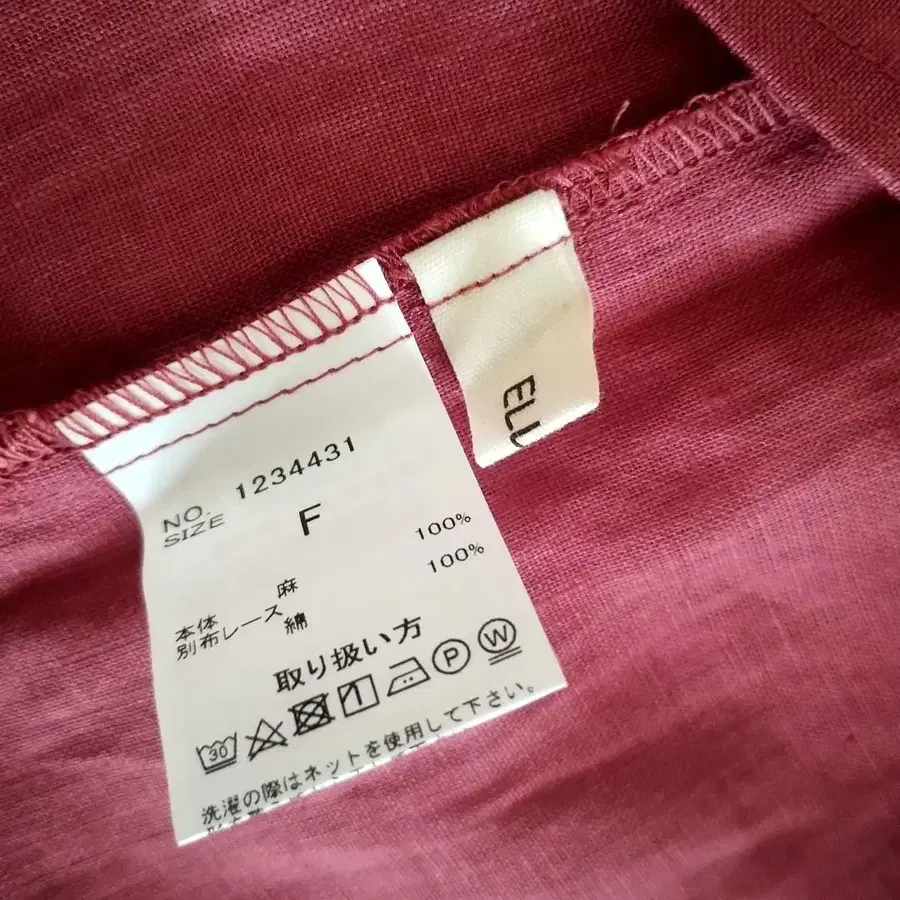 NO. 1234431
SIZE F
本体 麻 100%
別布レース 綿 100%
取り扱い方
30 P W
洗濯の際はネットを使用して下さい。
ELL